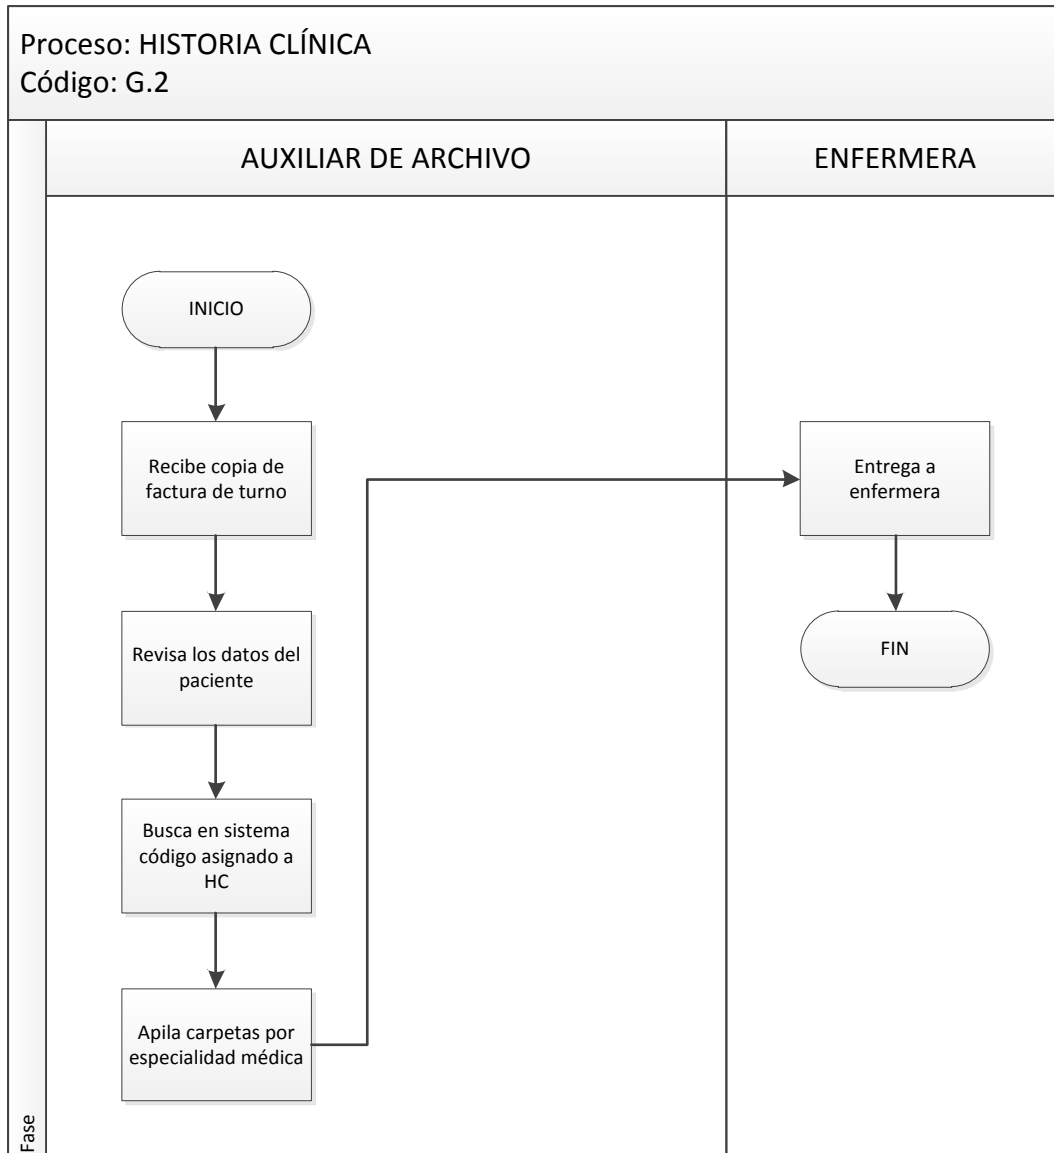 Proceso: HISTORIA CLÍNICA
Código: G.2
AUXILIAR DE ARCHIVO
ENFERMERA
INICIO
Recibe copia de
factura de turno
Revisa los datos del
paciente
Busca en sistema
código asignado a
HC
Apila carpetas por
especialidad médica
Entrega a
enfermera
FIN
Fase